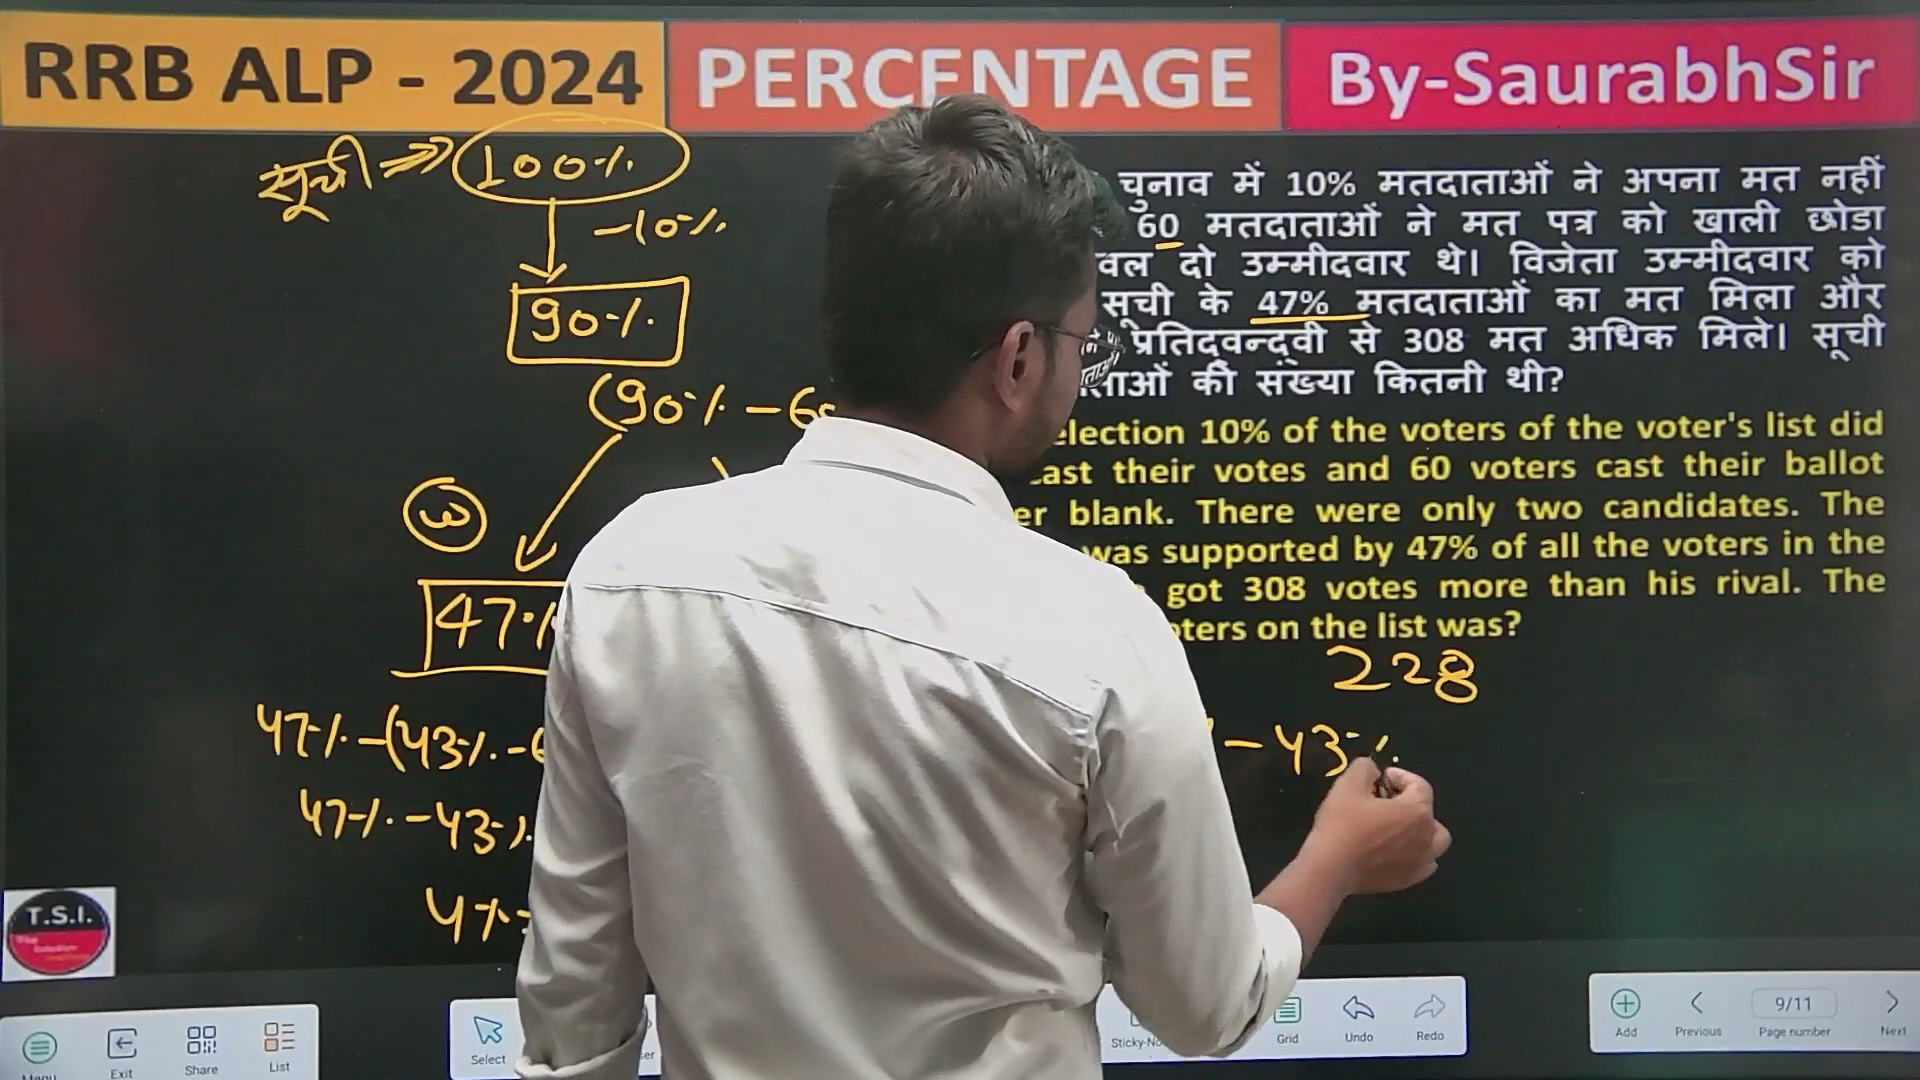 RRB ALP - 2024
PERCENTAGE
By-SaurabhSir
सूची ⇒ 100%
-10%
90%
(90% - 60
W
47%
47% -(43% - 6
47% - 43%
4% =
चुनाव में 10% मतदाताओं ने अपना मत नहीं
60 मतदाताओं ने मत पत्र को खाली छोडा
दो उम्मीदवार थे। विजेता उम्मीदवार को
सूची के 47% मतदाताओं का मत मिला और
प्रतिद्वन्द्वी से 308 मत अधिक मिले। सूची
की संख्या कितनी थी?
election 10% of the voters of the voter's list did
cast their votes and 60 voters cast their ballot
er blank. There were only two candidates. The
was supported by 47% of all the voters in the
got 308 votes more than his rival. The
oters on the list was?
228
- 43%
T.S.I.
Menu
Exit
Share
List
Select
Grid
Undo
Redo
Add
Previous
9/11
Page number
Next